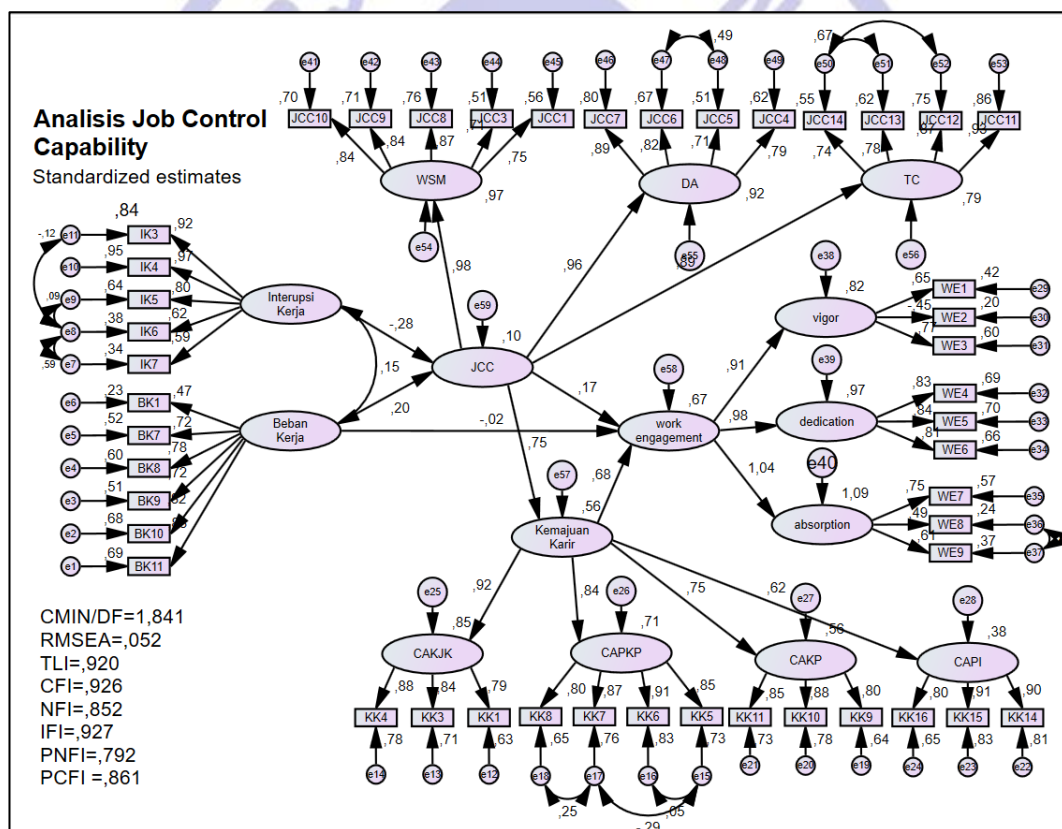 e41 e42 e43 e44 e45 e46 e47 e48 e49 e50 e51 e52 e53
,49 ,67
,70 ,71 ,76 ,51 ,56 ,80 ,67 ,51 ,62 ,55 ,62 ,75 ,86
JCC10 JCC9 JCC8 JCC3 JCC1 JCC7 JCC6 JCC5 JCC4 JCC14 JCC13 JCC12 JCC11
,84 ,84 ,87 ,71 ,75 ,89 ,82 ,71 ,79 ,74 ,78 ,87 ,93
Analisis Job Control
Capability
Standardized estimates
WSM DA TC
,97 ,92 ,79
e54 e55 e56
,98 ,96 ,89
,84
-,12 e11 IK3 ,92
e10 ,95 IK4 ,97
,09 e9 ,64 IK5 ,80
e8 ,38 IK6 ,62
,59 e7 ,34 IK7 ,59
Interupsi
Kerja
-,28
,15
,20
e59
,10
JCC
e6 ,23 BK1 ,47
e5 ,52 BK7 ,72
e4 ,60 BK8 ,78
e3 ,51 BK9 ,72
e2 ,68 BK10
e1 ,69 BK11
Beban
Kerja
-,02
,17
,75
e58
,67
work
engagement
,68
,91
,98
1,04
e38
,82
vigor
,65 WE1 ,42 e29
-,45 WE2 ,20 e30
,77 WE3 ,60 e31
e39
,97
dedication
,83 WE4 ,69 e32
,84 WE5 ,70 e33
,81 WE6 ,66 e34
e40
1,09
absorption
,75 WE7 ,57 e35
,49 WE8 ,24 e36
,61 WE9 ,37 e37
e57
,56
Kemajuan
Karir
,92 ,84 ,75 ,62
e25 e26 e27 e28
,85 ,71 ,56 ,38
CAKJK CAPKP CAKP CAPI
,88 ,84 ,79 ,80 ,87 ,91 ,85 ,85 ,88 ,80 ,80 ,91 ,90
KK4 KK3 KK1 KK8 KK7 KK6 KK5 KK11 KK10 KK9 KK16 KK15 KK14
,78 ,71 ,63 ,65 ,76 ,83 ,73 ,73 ,78 ,64 ,65 ,83 ,81
e14 e13 e12 e18 e17 e16 e15 e21 e20 e19 e24 e23 e22
,25 ,05
-,29
CMIN/DF=1,841
RMSEA=,052
TLI=,920
CFI=,926
NFI=,852
IFI=,927
PNFI=,792
PCFI =,861